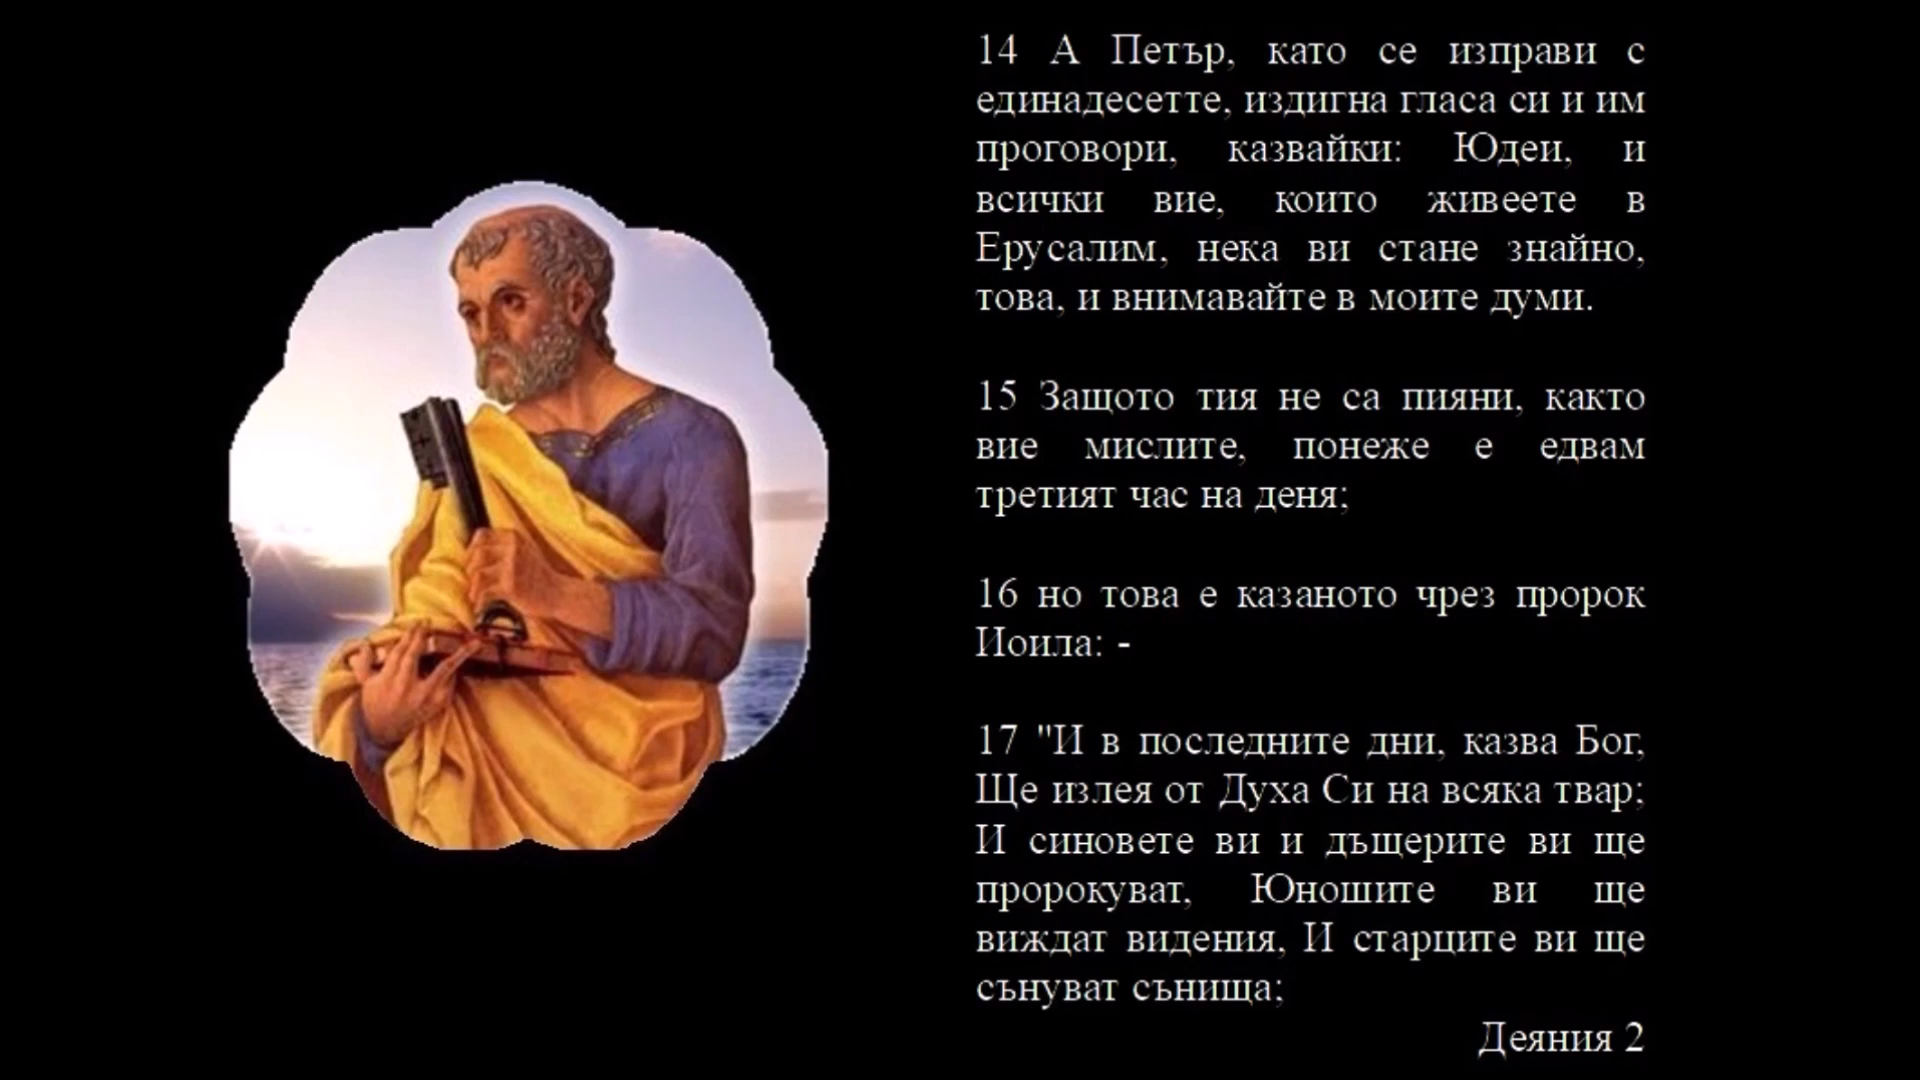 14 А Петър, като се изправи с
единадесетте, издигна гласа си и им
проговори, казвайки: Юдеи, и
всички вие, които живеете в
Ерусалим, нека ви стане знайно,
това, и внимавайте в моите думи.
15 Защото тия не са пияни, както
вие мислите, понеже е едвам
третият час на деня;
16 но това е казаното чрез пророк
Иоила: -
17 "И в последните дни, казва Бог,
Ще излея от Духа Си на всяка твар;
И синовете ви и дъщерите ви ще
пророкуват, Юношите ви ще
виждат видения, И старците ви ще
сънуват сънища;
Деяния 2